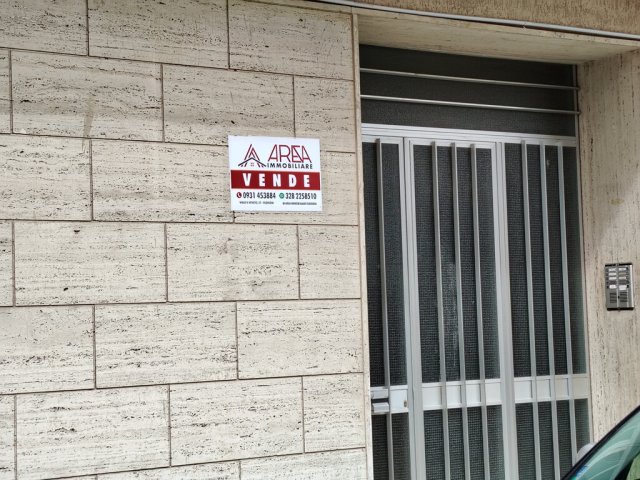 AREA
IMMOBILIARE
VENDE
0931 453884 328 2258510